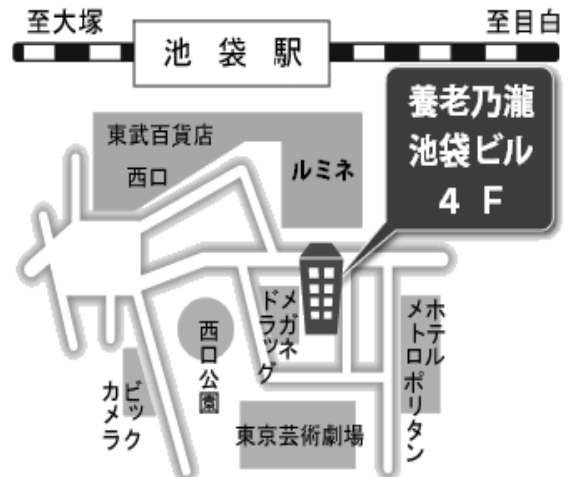 至大塚
至目白
池袋駅
養老乃瀧
池袋ビル
4 F
東武百貨店
西口
ルミネ
メガネ
ドラッグ
西口公園
ホテル
メトロポリタン
ビック
カメラ
東京芸術劇場